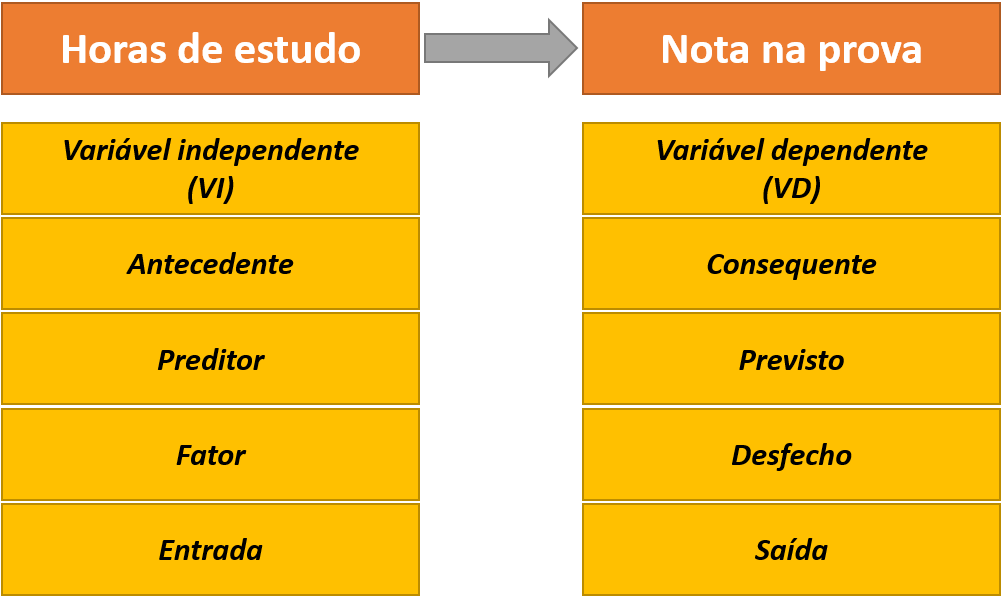 Horas de estudo
Nota na prova
Variável independente
(VI)
Variável dependente
(VD)
Antecedente
Consequente
Preditor
Previsto
Fator
Desfecho
Entrada
Saída